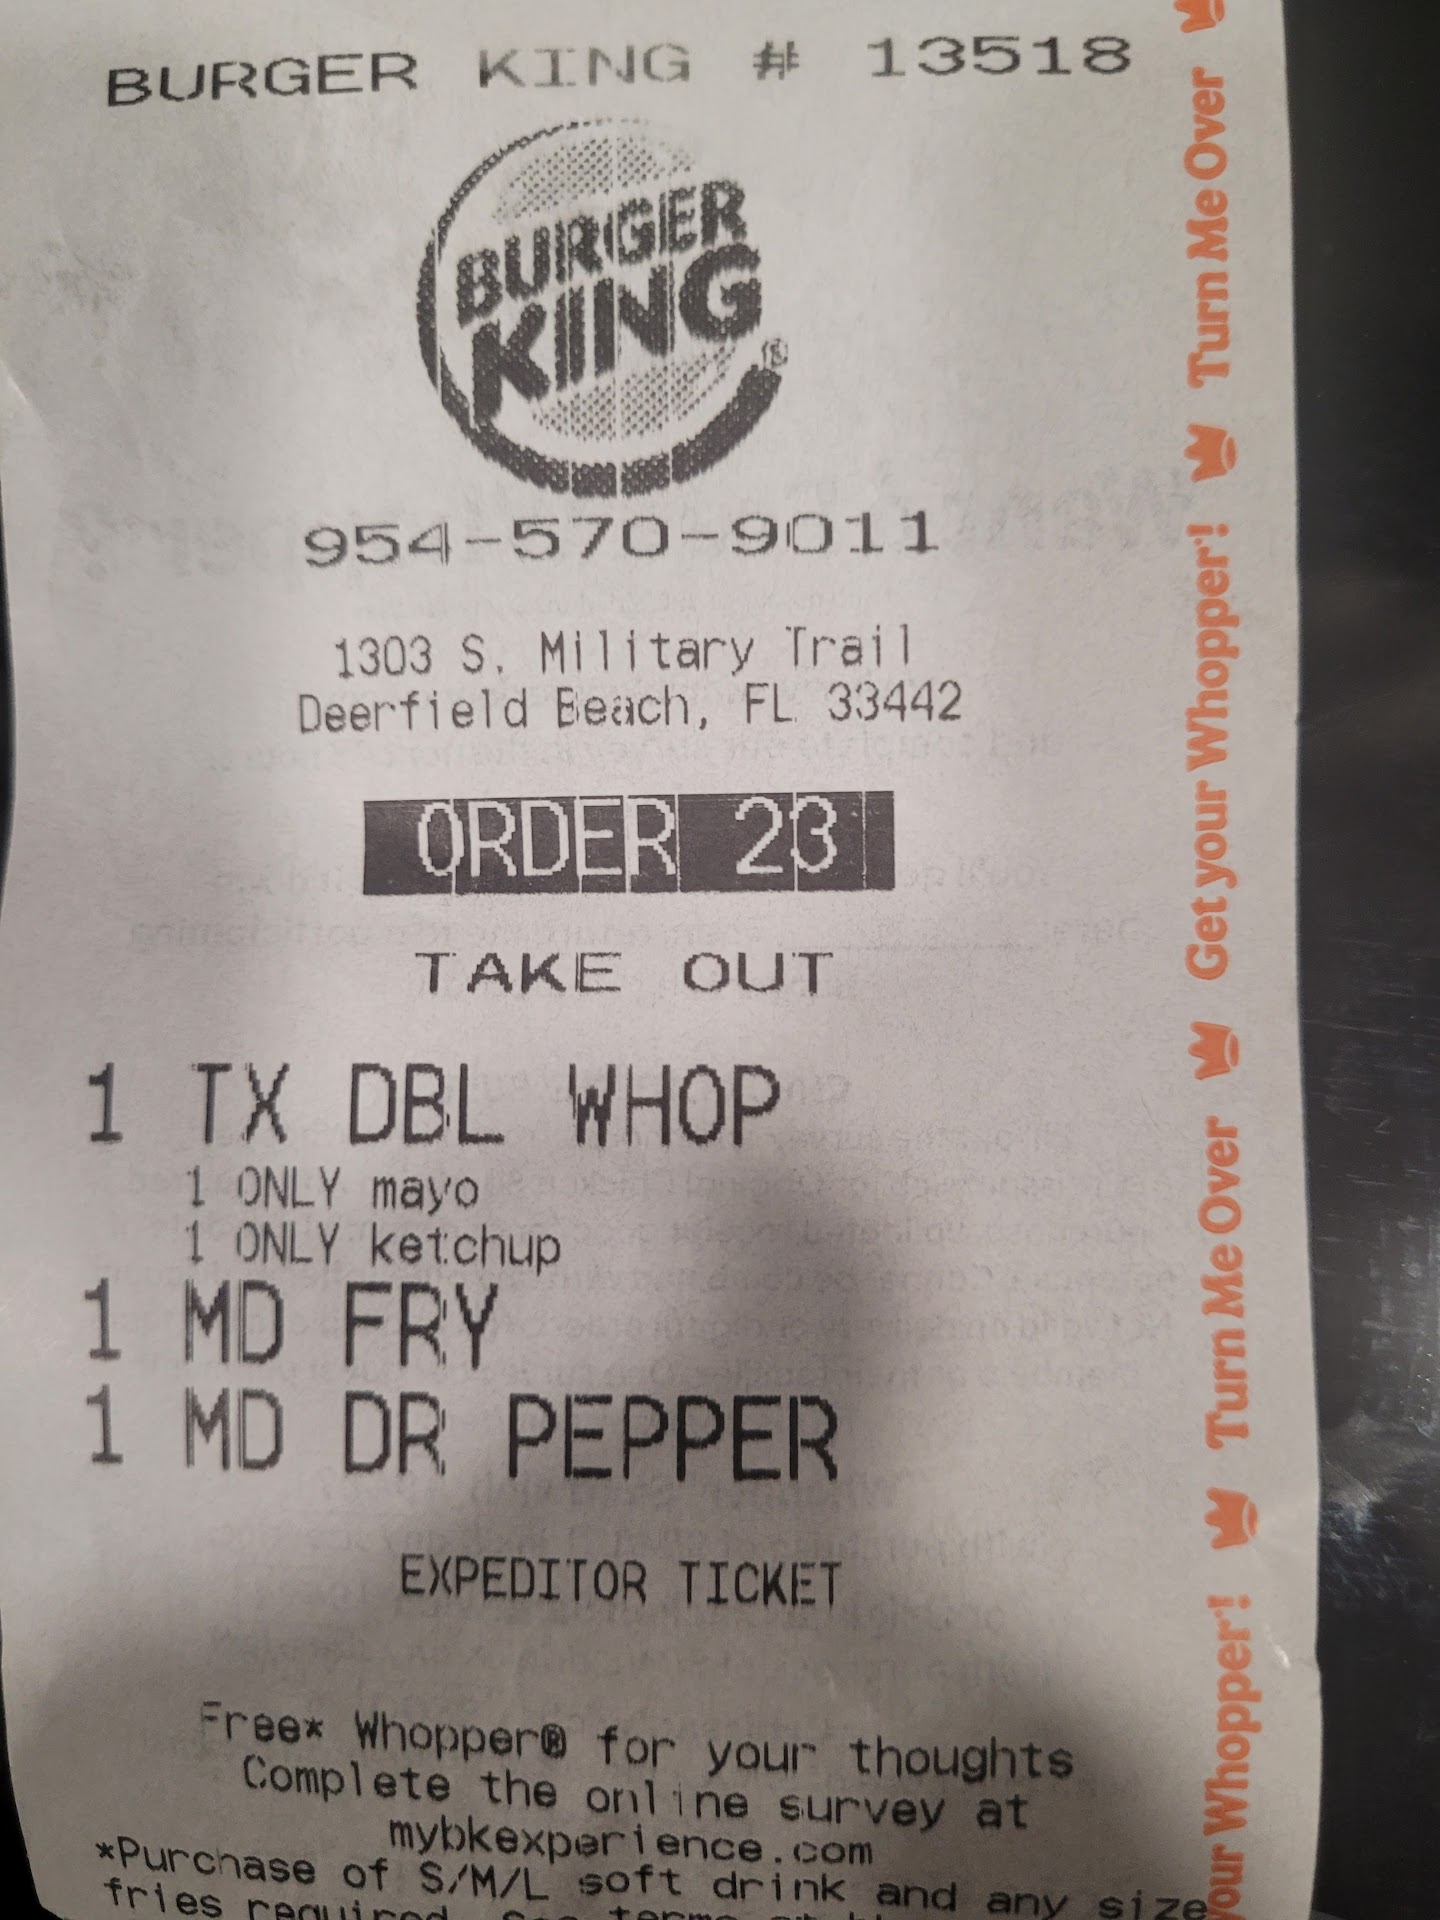 BURGER KING # 13518
BURGER
KING
®
954-570-9011
1303 S. Military Trail
Deerfield Beach, FL 33442
ORDER 23
TAKE OUT
1 TX DBL WHOP
1 ONLY mayo
1 ONLY ketchup
1 MD FRY
1 MD DR PEPPER
EXPEDITOR TICKET
Free* Whopper® for your thoughts
Complete the online survey at
mybkexperience.com
*Purchase of S/M/L soft drink and any size
fries required. See terms at
your Whopper! Turn Me Over Get your Whopper! Turn Me Over